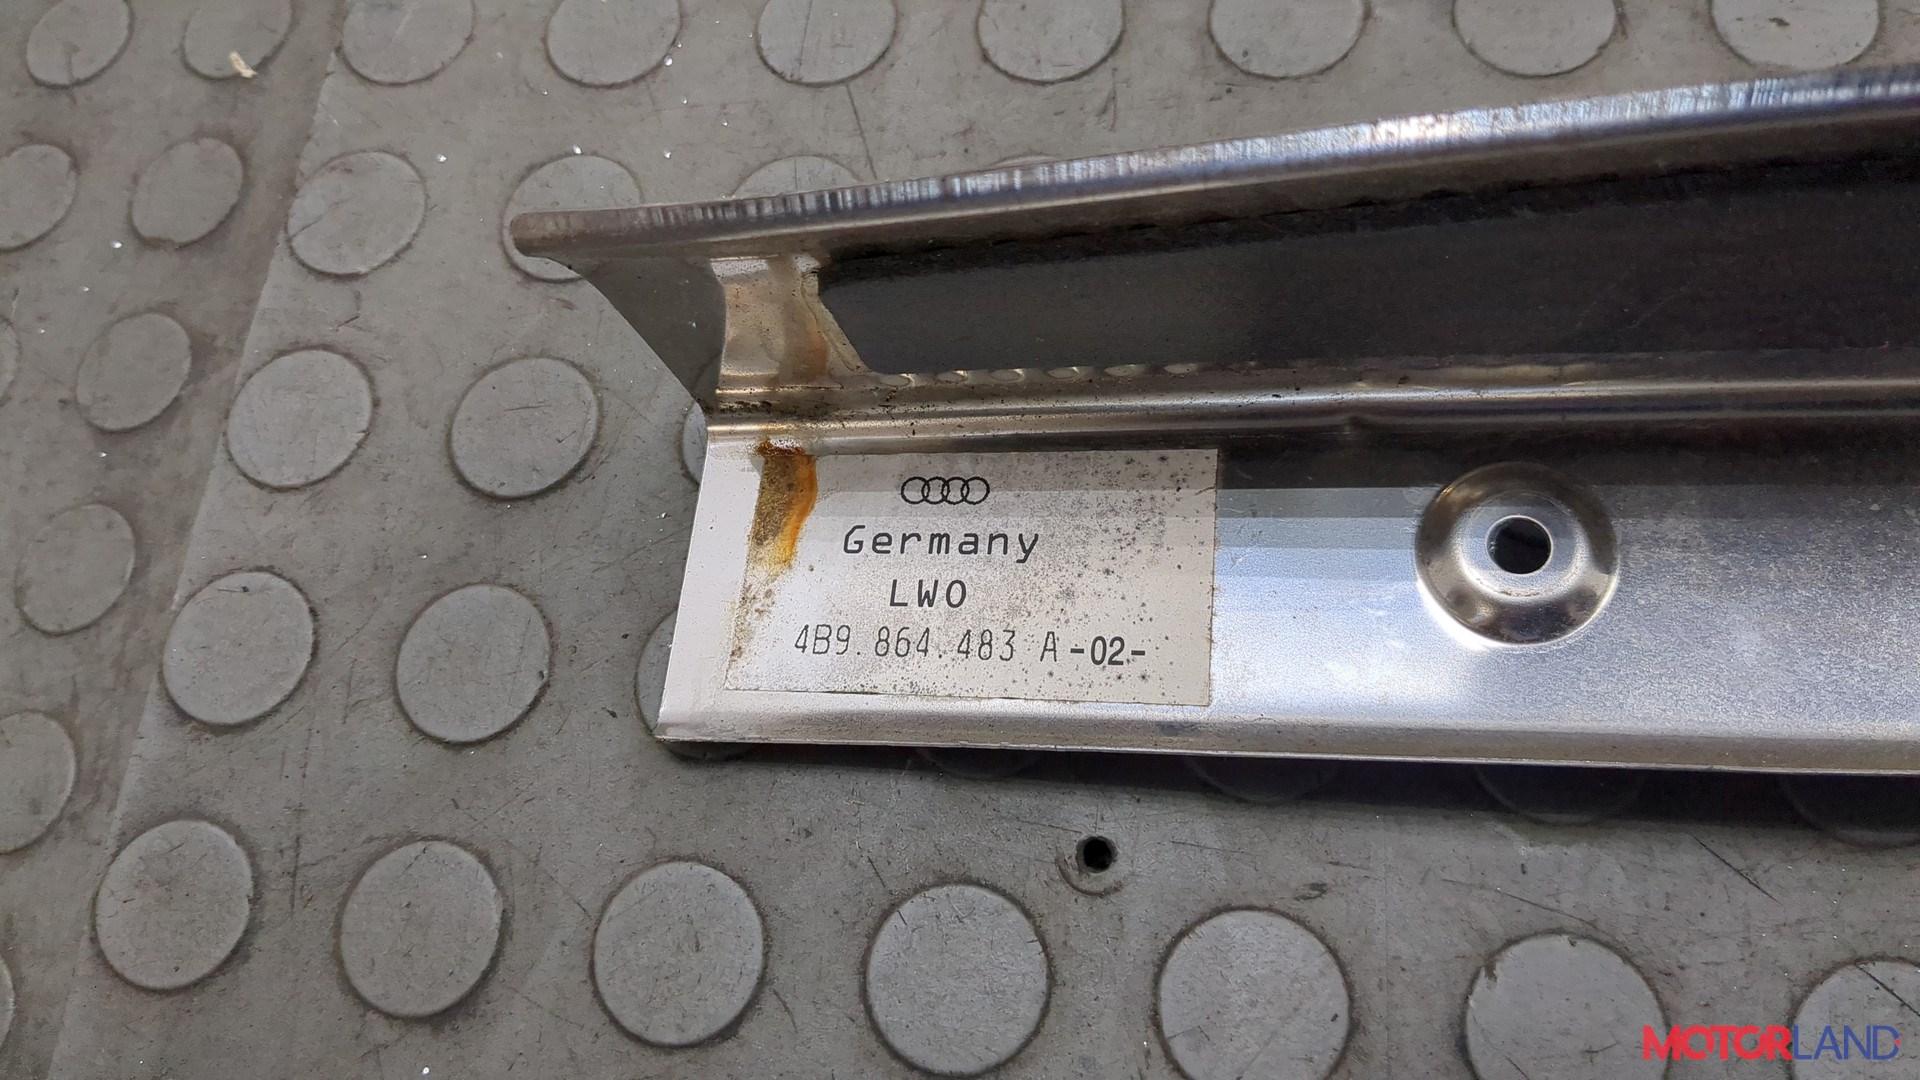 Germany
LWO
4B9.864.483 A -02-
MOTORLAND